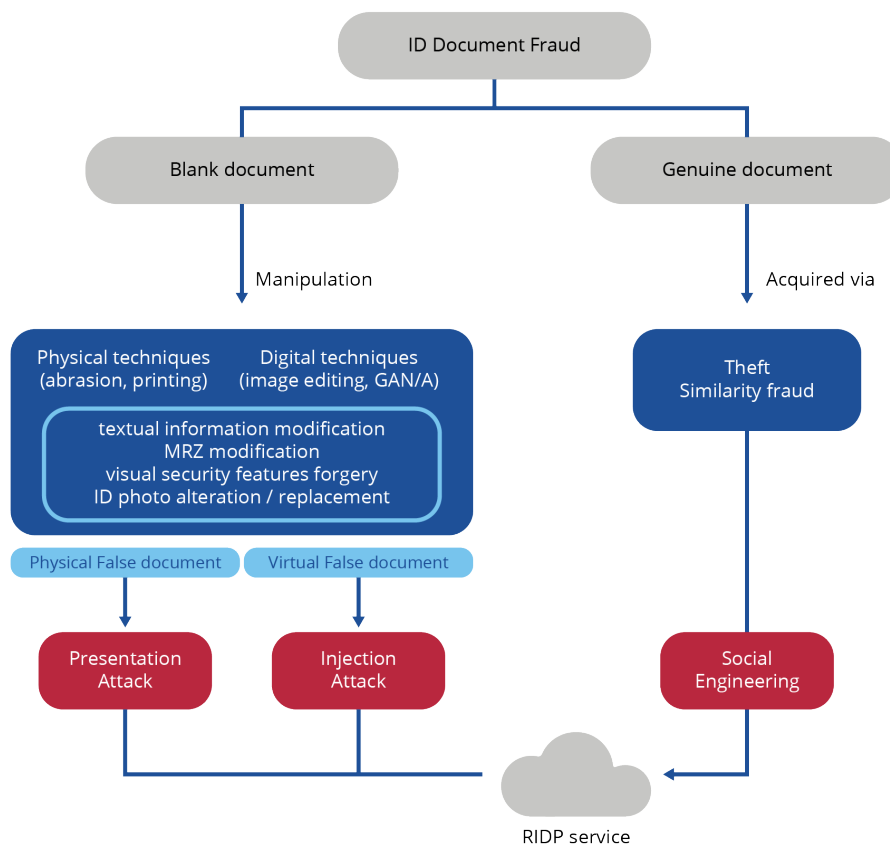 ID Document Fraud
Blank document
Genuine document
Manipulation
Acquired via
Physical techniques
(abrasion, printing)
Digital techniques
(image editing, GAN/A)
textual information modification
MRZ modification
visual security features forgery
ID photo alteration / replacement
Theft
Similarity fraud
Physical False document
Virtual False document
Presentation
Attack
Injection
Attack
Social
Engineering
RIDP service